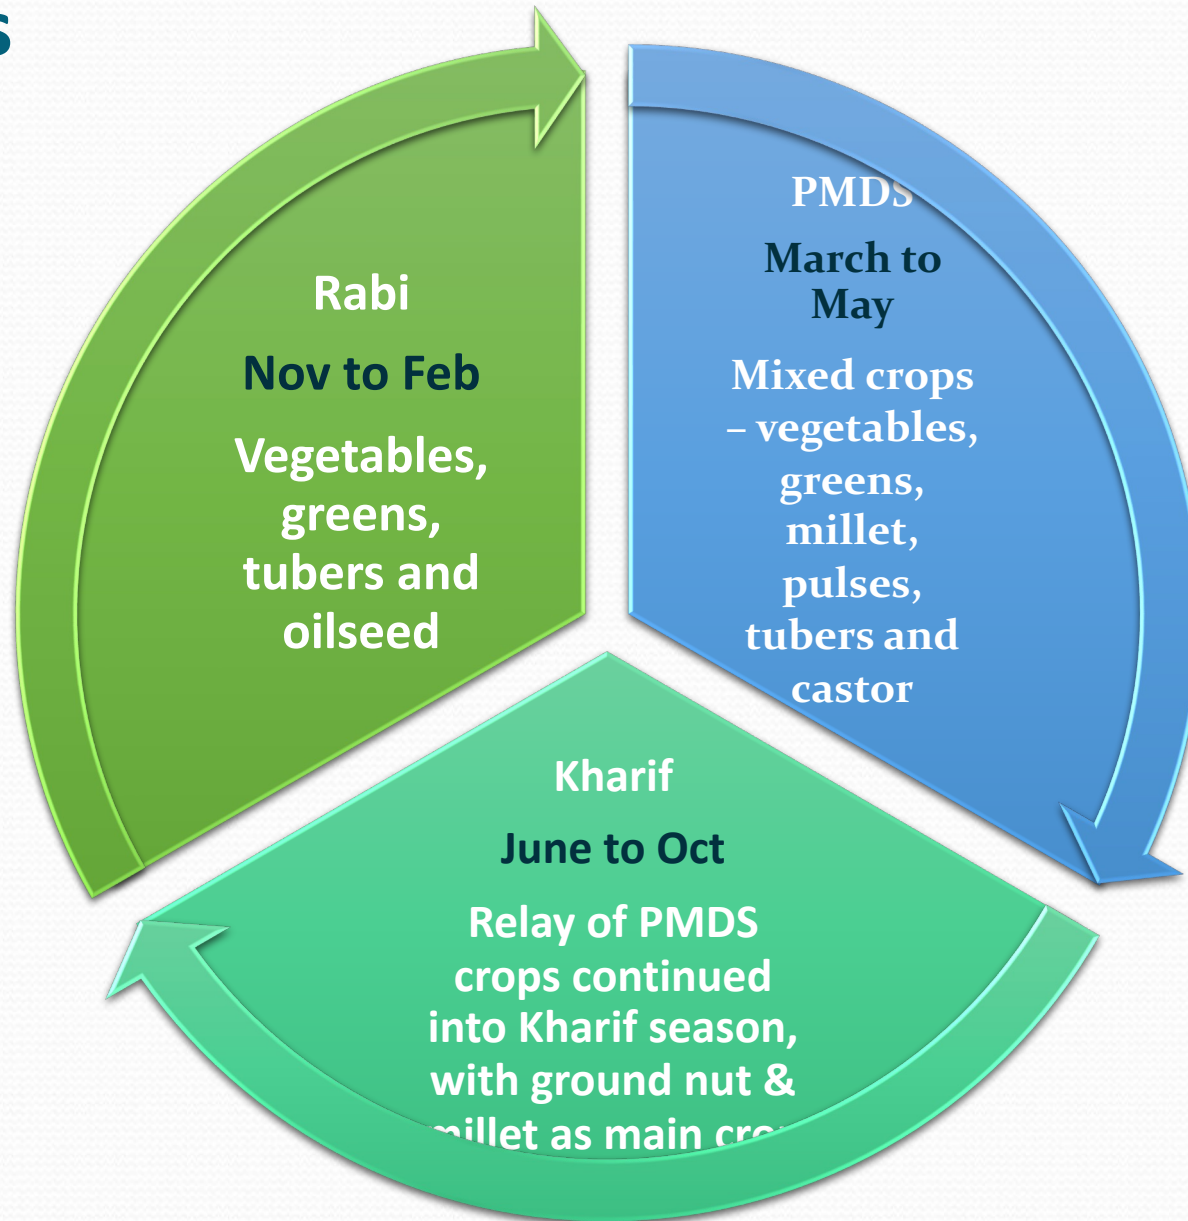 s
PMDS
March to
May
Mixed crops
– vegetables,
greens,
millet,
pulses,
tubers and
castor
Kharif
June to Oct
Relay of PMDS
crops continued
into Kharif season,
with ground nut &
millet as main
Rabi
Nov to Feb
Vegetables,
greens,
tubers and
oilseed